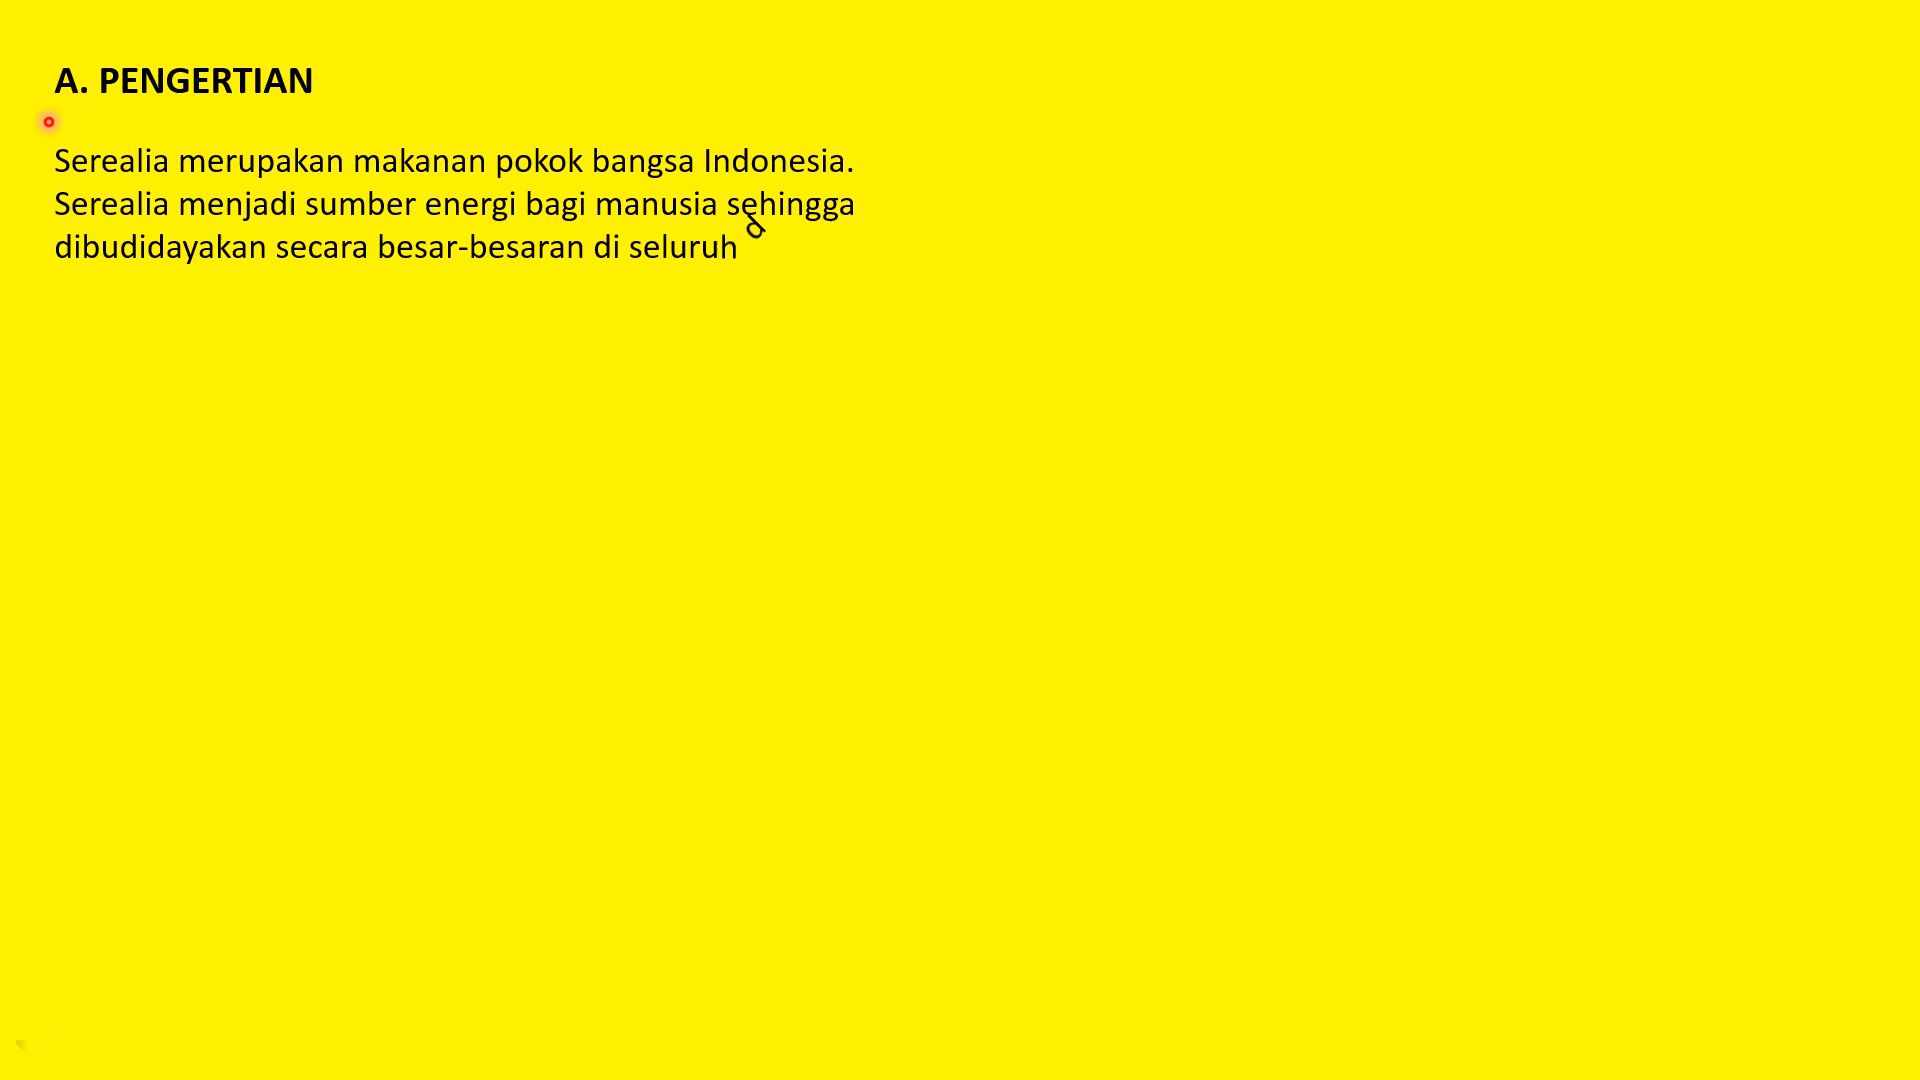 A. PENGERTIAN
Serealia merupakan makanan pokok bangsa Indonesia.
Serealia menjadi sumber energi bagi manusia sehingga
dibudidayakan secara besar-besaran di seluruh d